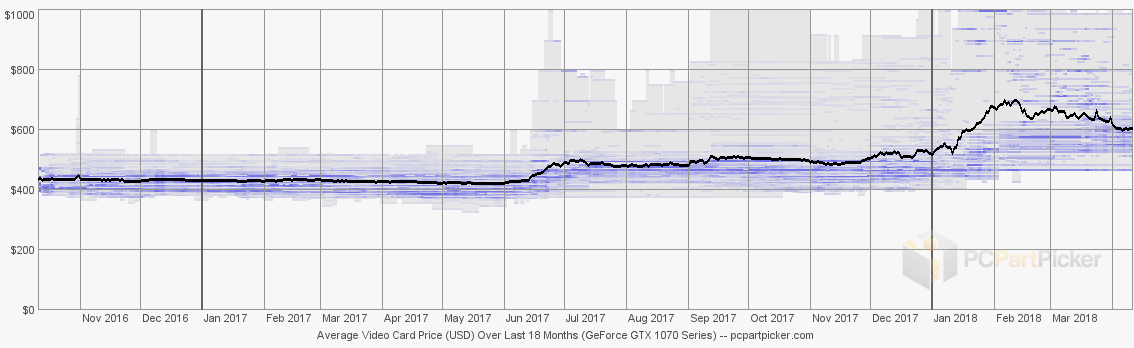 $1000
$800
$600
$400
$200
$0
Nov 2016 Dec 2016 Jan 2017 Feb 2017 Mar 2017 Apr 2017 May 2017 Jun 2017 Jul 2017 Aug 2017 Sep 2017 Oct 2017 Nov 2017 Dec 2017 Jan 2018 Feb 2018 Mar 2018
PCPartPicker
Average Video Card Price (USD) Over Last 18 Months (GeForce GTX 1070 Series) -- pcpartpicker.com